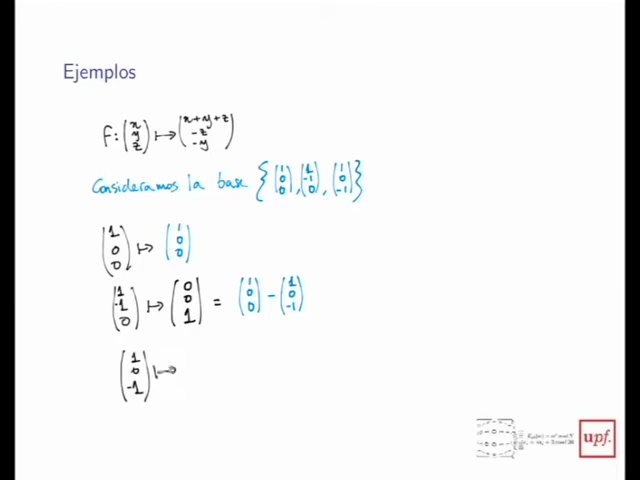 Ejemplos
f: (x y z) ↦ (x+y+z -z -y)
Consideramos la base {(1 0 0), (1 -1 0), (1 0 -1)}
(1 0 0) ↦ (1 0 0)
(1 -1 0) ↦ (0 0 1) = (1 0 0) - (1 0 -1)
(1 0 -1) ↦
upf.